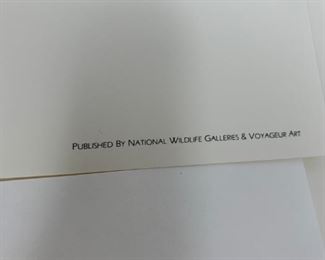 Published By National Wildlife Galleries & Voyageur Art